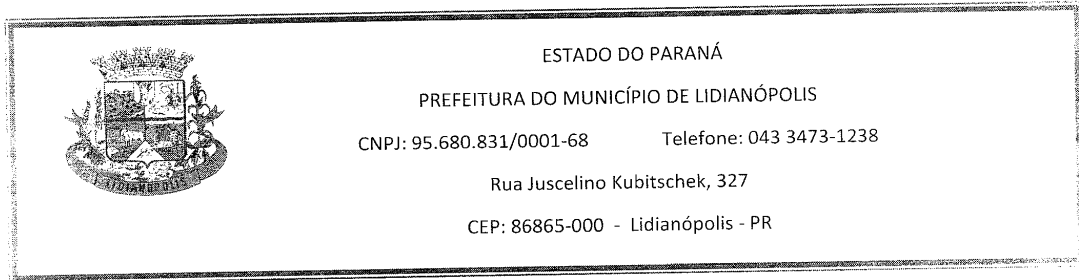 ESTADO DO PARANÁ
PREFEITURA DO MUNICÍPIO DE LIDIANÓPOLIS
CNPJ: 95.680.831/0001-68 Telefone: 043 3473-1238
Rua Juscelino Kubitschek, 327
CEP: 86865-000 - Lidianópolis - PR
LIDIANÓPOLIS